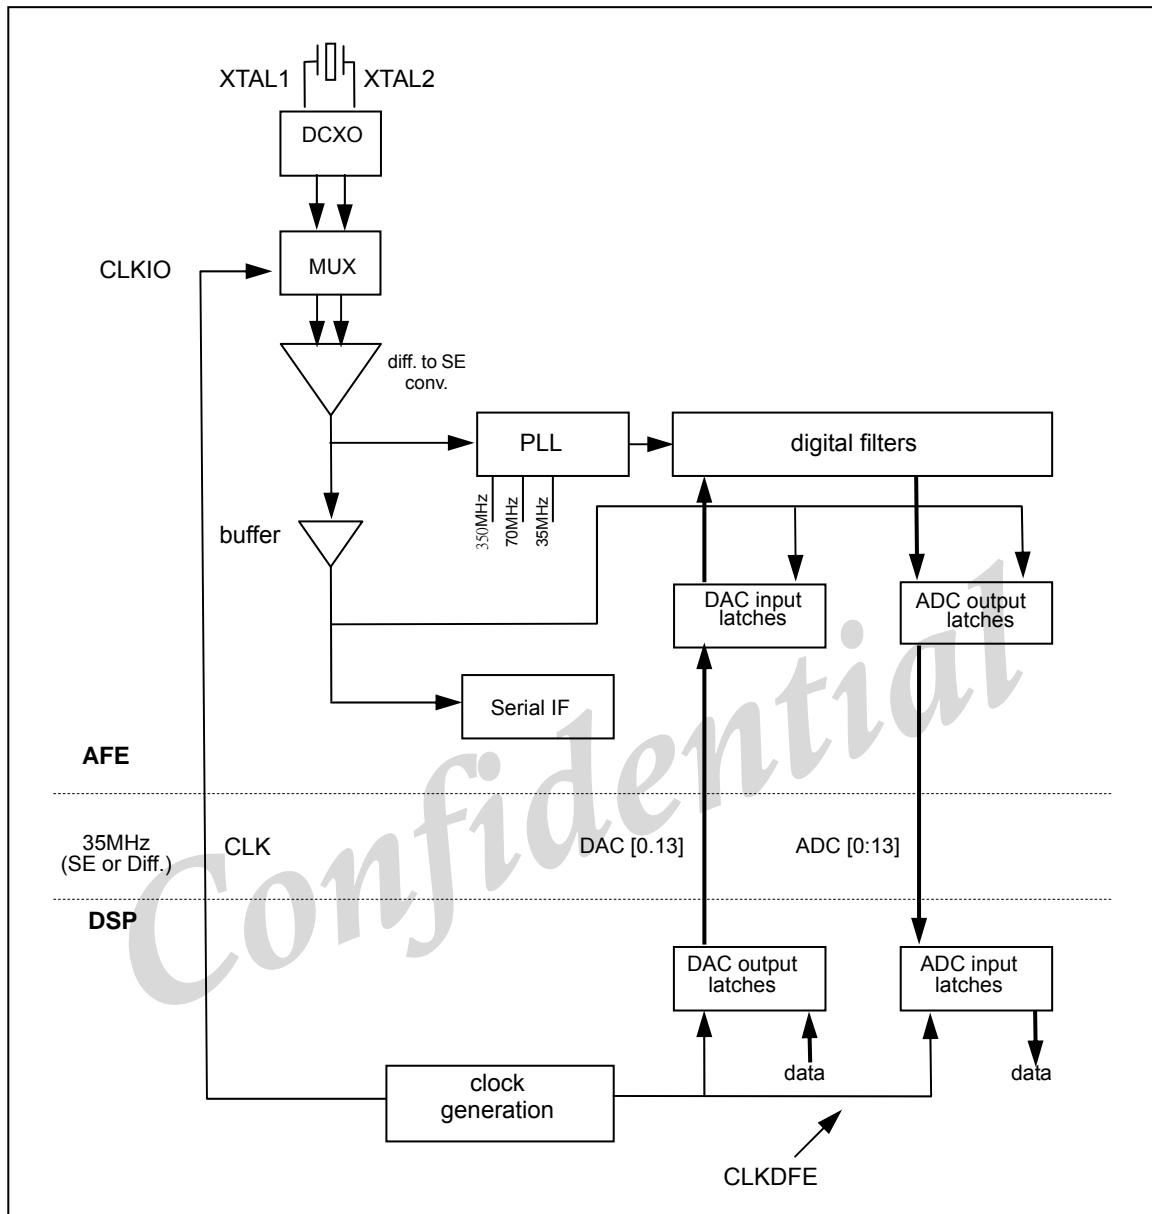 XTAL1
XTAL2
DCXO
CLKIO
MUX
diff. to SE
conv.
PLL
digital filters
350MHz
70MHz
35MHz
buffer
DAC input
latches
ADC output
latches
Serial IF
AFE
35MHz
(SE or Diff.)
CLK
DAC [0.13]
ADC [0:13]
Confidential
DSP
DAC output
latches
ADC input
latches
data
data
clock
generation
CLKDFE